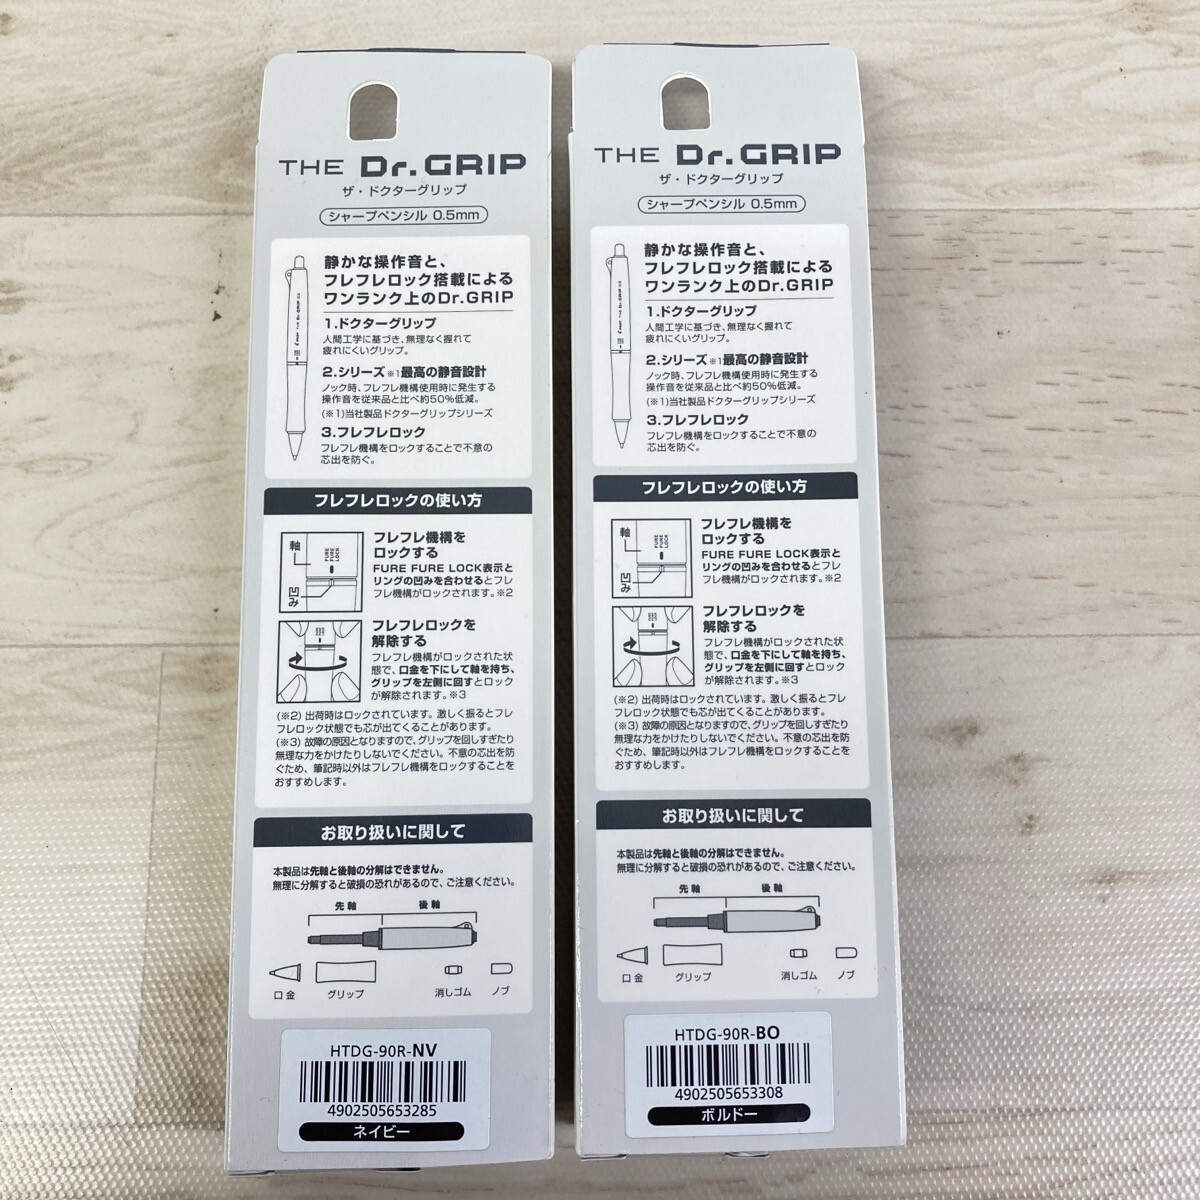 THE Dr.GRIP
ザ・ドクターグリップ
シャープペンシル 0.5mm
静かな操作音と、
フレフレロック搭載による
ワンランク上のDr.GRIP
1.ドクターグリップ
人間工学に基づき、無理なく握れて
疲れにくいグリップ。
2.シリーズ※1最高の静音設計
ノック時、フレフレ機構使用時に発生する
操作音を従来品と比べ約50%低減。
(※1)当社製品ドクターグリップシリーズ
3.フレフレロック
フレフレ機構をロックすることで不意の
芯出を防ぐ。
フレフレロックの使い方
軸
凹み
FURE
FURE
LOCK
フレフレ機構を
ロックする
FURE FURE LOCK表示と
リングの凹みを合わせるとフレ
フレ機構がロックされます。※2
フレフレロックを
解除する
フレフレ機構がロックされた状
態で、口金を下にして軸を持ち、
グリップを左側に回すとロック
が解除されます。※3
(※2) 出荷時はロックされています。激しく振るとフレ
フレロック状態でも芯が出てくることがあります。
(※3) 故障の原因となりますので、グリップを回しすぎたり
無理な力をかけたりしないでください。不意の芯出を防
ぐため、筆記時以外はフレフレ機構をロックすることを
おすすめします。
お取り扱いに関して
本製品は先軸と後軸の分解はできません。
無理に分解すると破損の恐れがあるので、ご注意ください。
先軸 後軸
口金 グリップ 消しゴム ノブ
HTDG-90R-NV
4902505653285
ネイビー
THE Dr.GRIP
ザ・ドクターグリップ
シャープペンシル 0.5mm
静かな操作音と、
フレフレロック搭載による
ワンランク上のDr.GRIP
1.ドクターグリップ
人間工学に基づき、無理なく握れて
疲れにくいグリップ。
2.シリーズ※1最高の静音設計
ノック時、フレフレ機構使用時に発生する
操作音を従来品と比べ約50%低減。
(※1)当社製品ドクターグリップシリーズ
3.フレフレロック
フレフレ機構をロックすることで不意の
芯出を防ぐ。
フレフレロックの使い方
軸
凹み
FURE
FURE
LOCK
フレフレ機構を
ロックする
FURE FURE LOCK表示と
リングの凹みを合わせるとフレ
フレ機構がロックされます。※2
フレフレロックを
解除する
フレフレ機構がロックされた状
態で、口金を下にして軸を持ち、
グリップを左側に回すとロック
が解除されます。※3
(※2) 出荷時はロックされています。激しく振るとフレ
フレロック状態でも芯が出てくることがあります。
(※3) 故障の原因となりますので、グリップを回しすぎたり
無理な力をかけたりしないでください。不意の芯出を防
ぐため、筆記時以外はフレフレ機構をロックすることを
おすすめします。
お取り扱いに関して
本製品は先軸と後軸の分解はできません。
無理に分解すると破損の恐れがあるので、ご注意ください。
先軸 後軸
口金 グリップ 消しゴム ノブ
HTDG-90R-BO
4902505653308
ボルドー